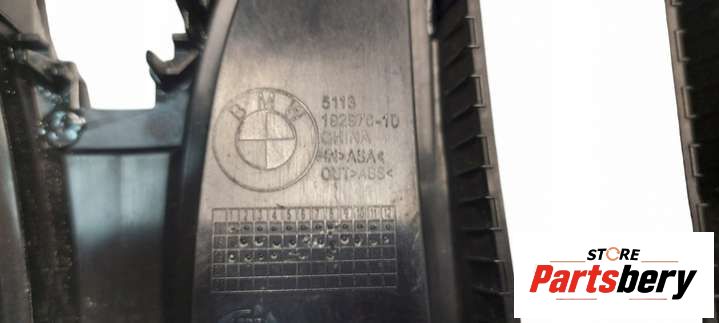 BMW
5113
192976-10
CHINA
IN>ASA<
OUT>ABS<
1 2 3 4 5 6 7 8 9 10 11 12
STORE
Partsbery